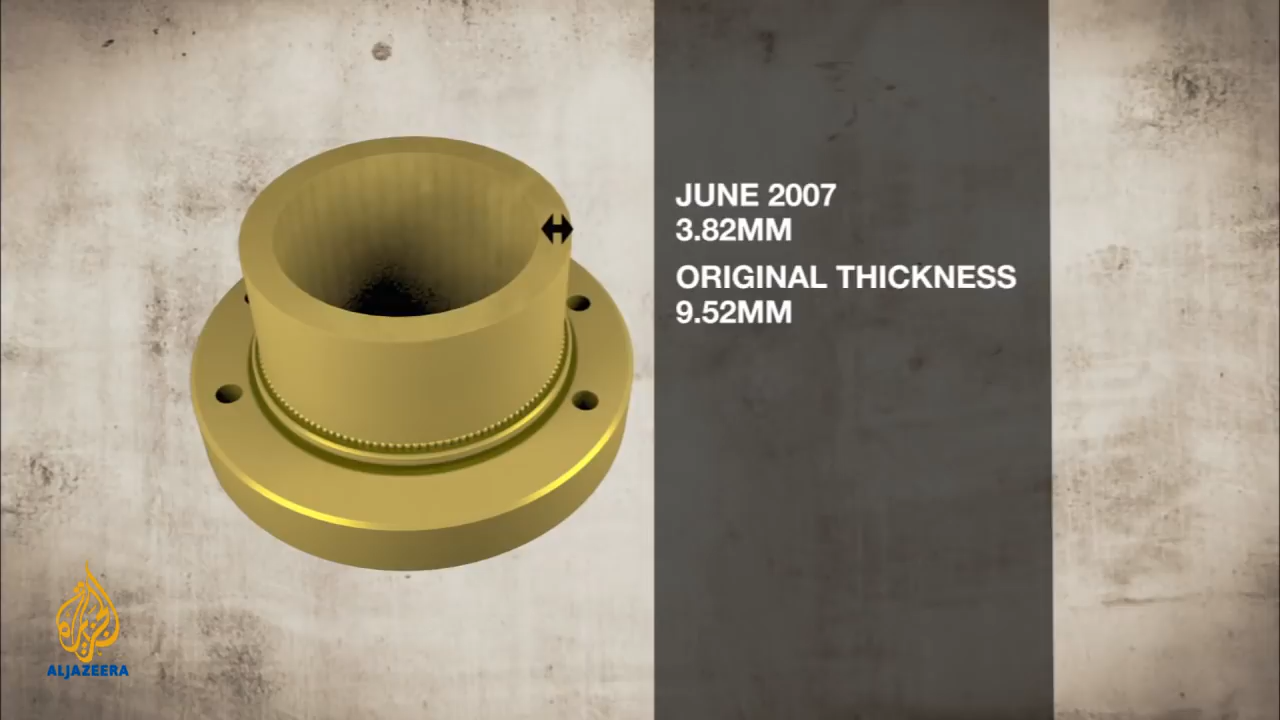 JUNE 2007
3.82MM
ORIGINAL THICKNESS
9.52MM
ALJAZEERA